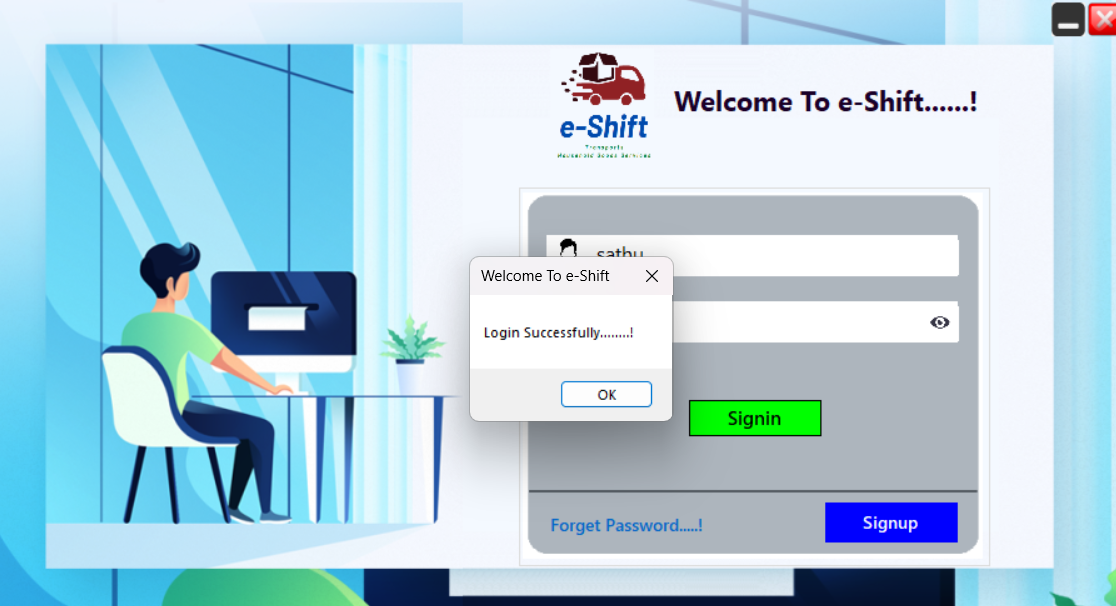 Welcome To e-Shift......!
e-Shift
Transports
Household Goods Services
sathu
Welcome To e-Shift
Login Successfully........!
OK
Signin
Forget Password.....!
Signup